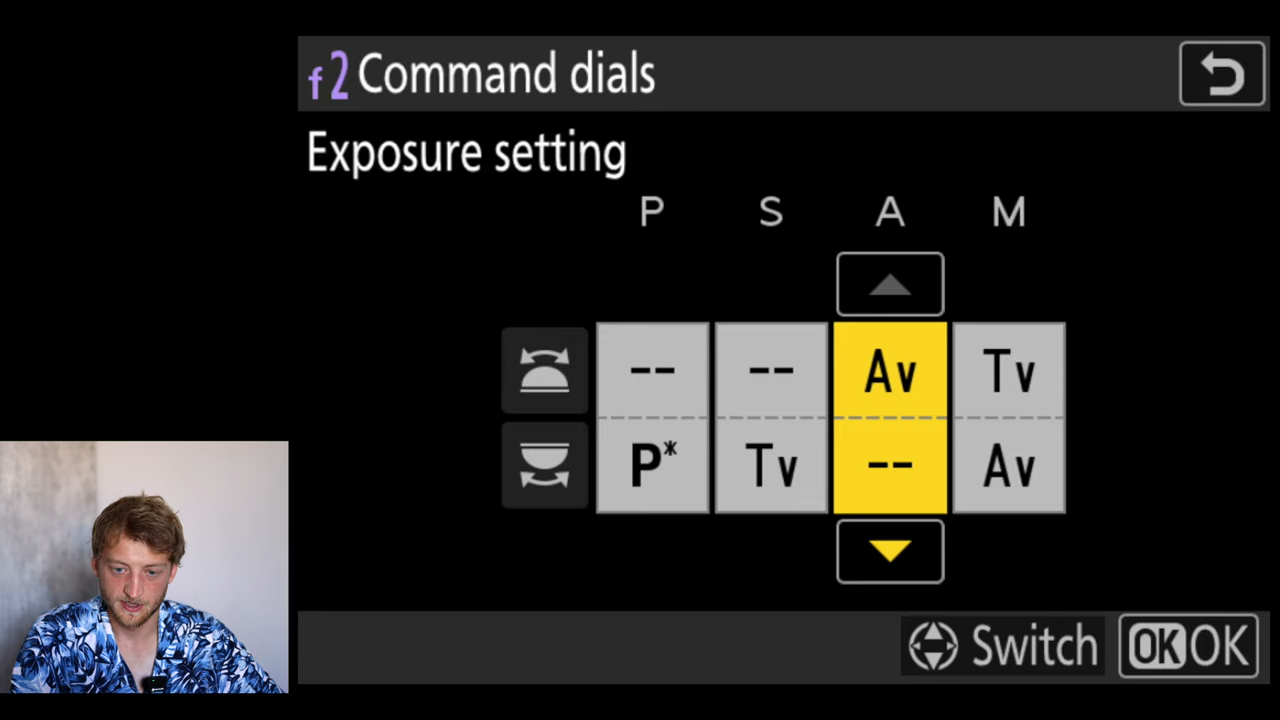 f2 Command dials
Exposure setting
P S A M
-- -- Av Tv
P* Tv -- Av
Switch OK OK